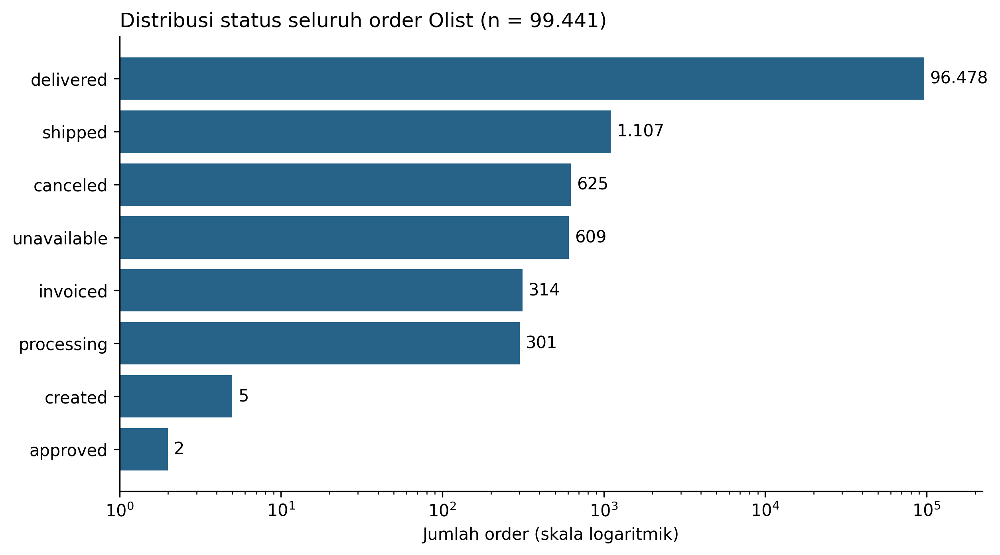 Distribusi status seluruh order Olist (n = 99.441)
delivered 96.478
shipped 1.107
canceled 625
unavailable 609
invoiced 314
processing 301
created 5
approved 2
10⁰ 10¹ 10² 10³ 10⁴ 10⁵
Jumlah order (skala logaritmik)